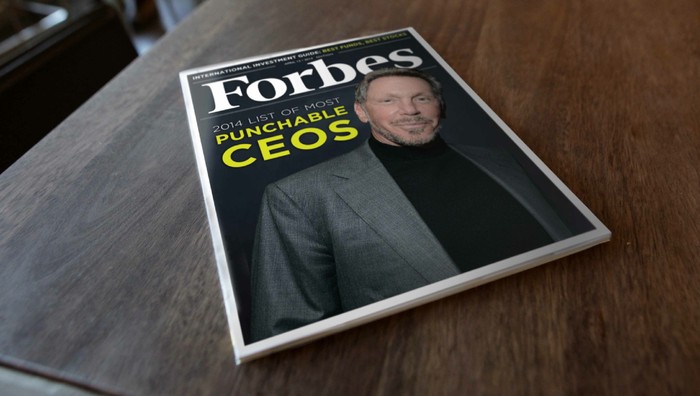 INTERNATIONAL INVESTMENT GUIDE: BEST FUNDS, BEST STOCKS
Forbes
2014 LIST OF MOST
PUNCHABLE
CEOS